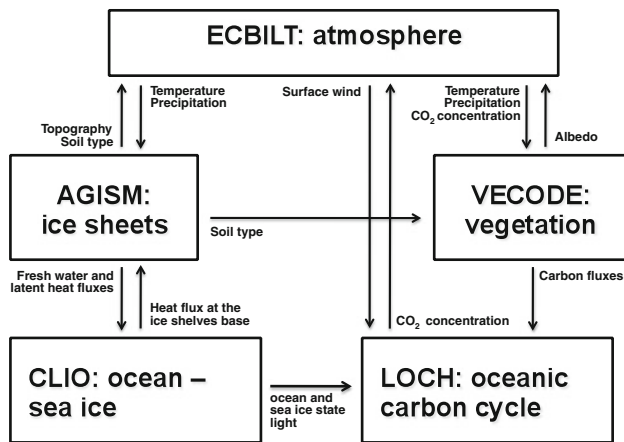 ECBILT: atmosphere
Temperature
Precipitation
Surface wind
Temperature
Precipitation
CO₂ concentration
Topography
Soil type
Albedo
AGISM:
ice sheets
VECODE:
vegetation
Soil type
Fresh water and
latent heat fluxes
Carbon fluxes
Heat flux at the
ice shelves base
CO₂ concentration
CLIO: ocean –
sea ice
LOCH: oceanic
carbon cycle
ocean and
sea ice state
light